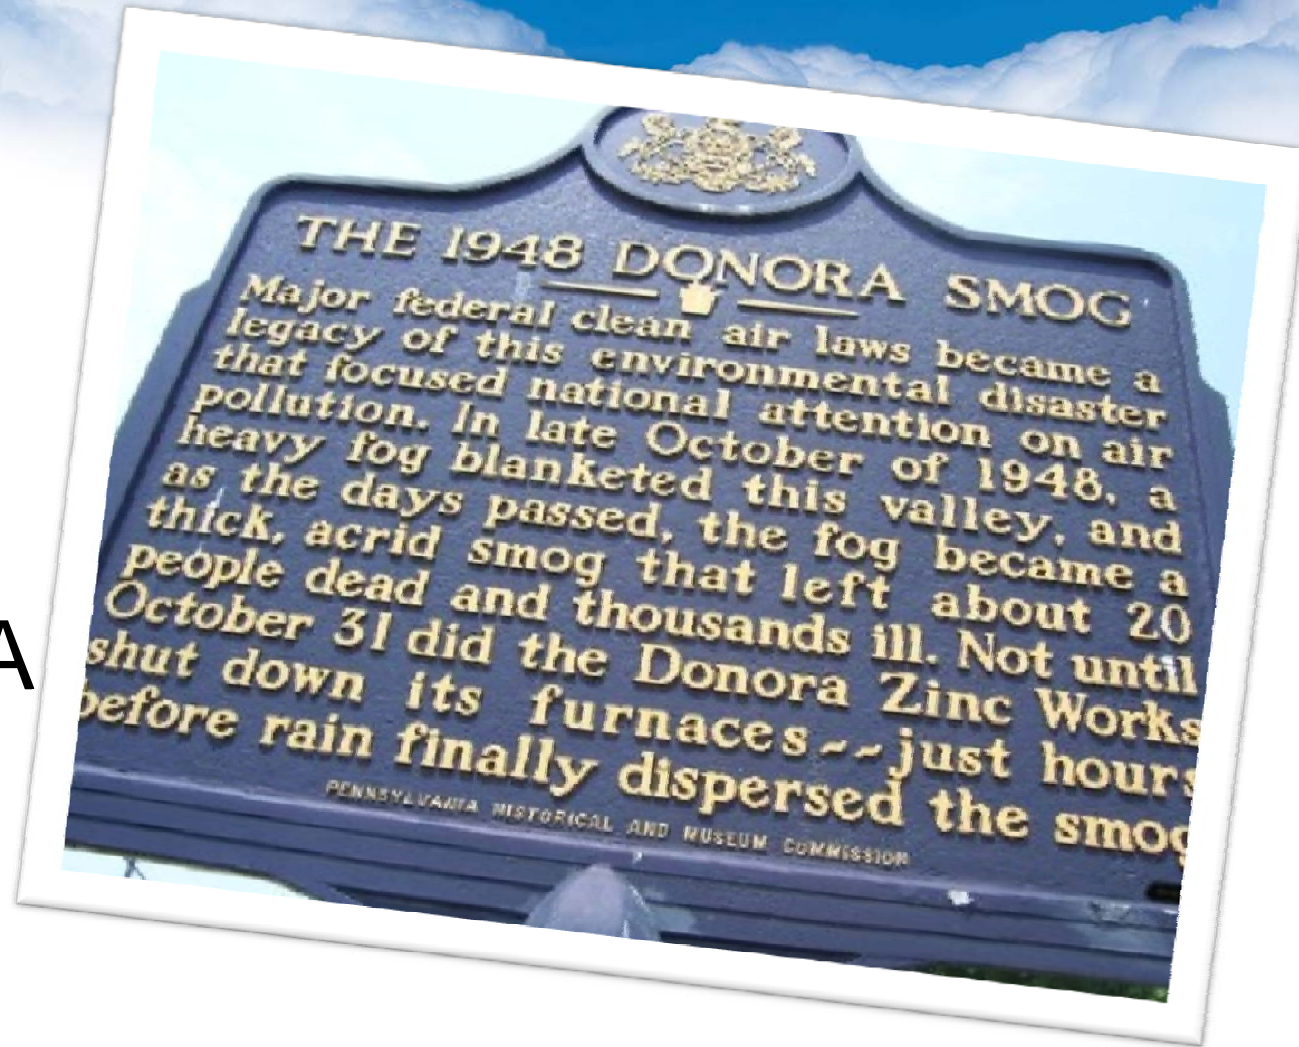 THE 1948 DONORA SMOG
Major federal clean air laws became a
legacy of this environmental disaster
that focused national attention on air
pollution. In late October of 1948, a
heavy fog blanketed this valley, and
as the days passed, the fog became a
thick, acrid smog that left about 20
people dead and thousands ill. Not until
October 31 did the Donora Zinc Works
shut down its furnaces--just hours
before rain finally dispersed the smog
PENNSYLVANIA HISTORICAL AND MUSEUM COMMISSION
A